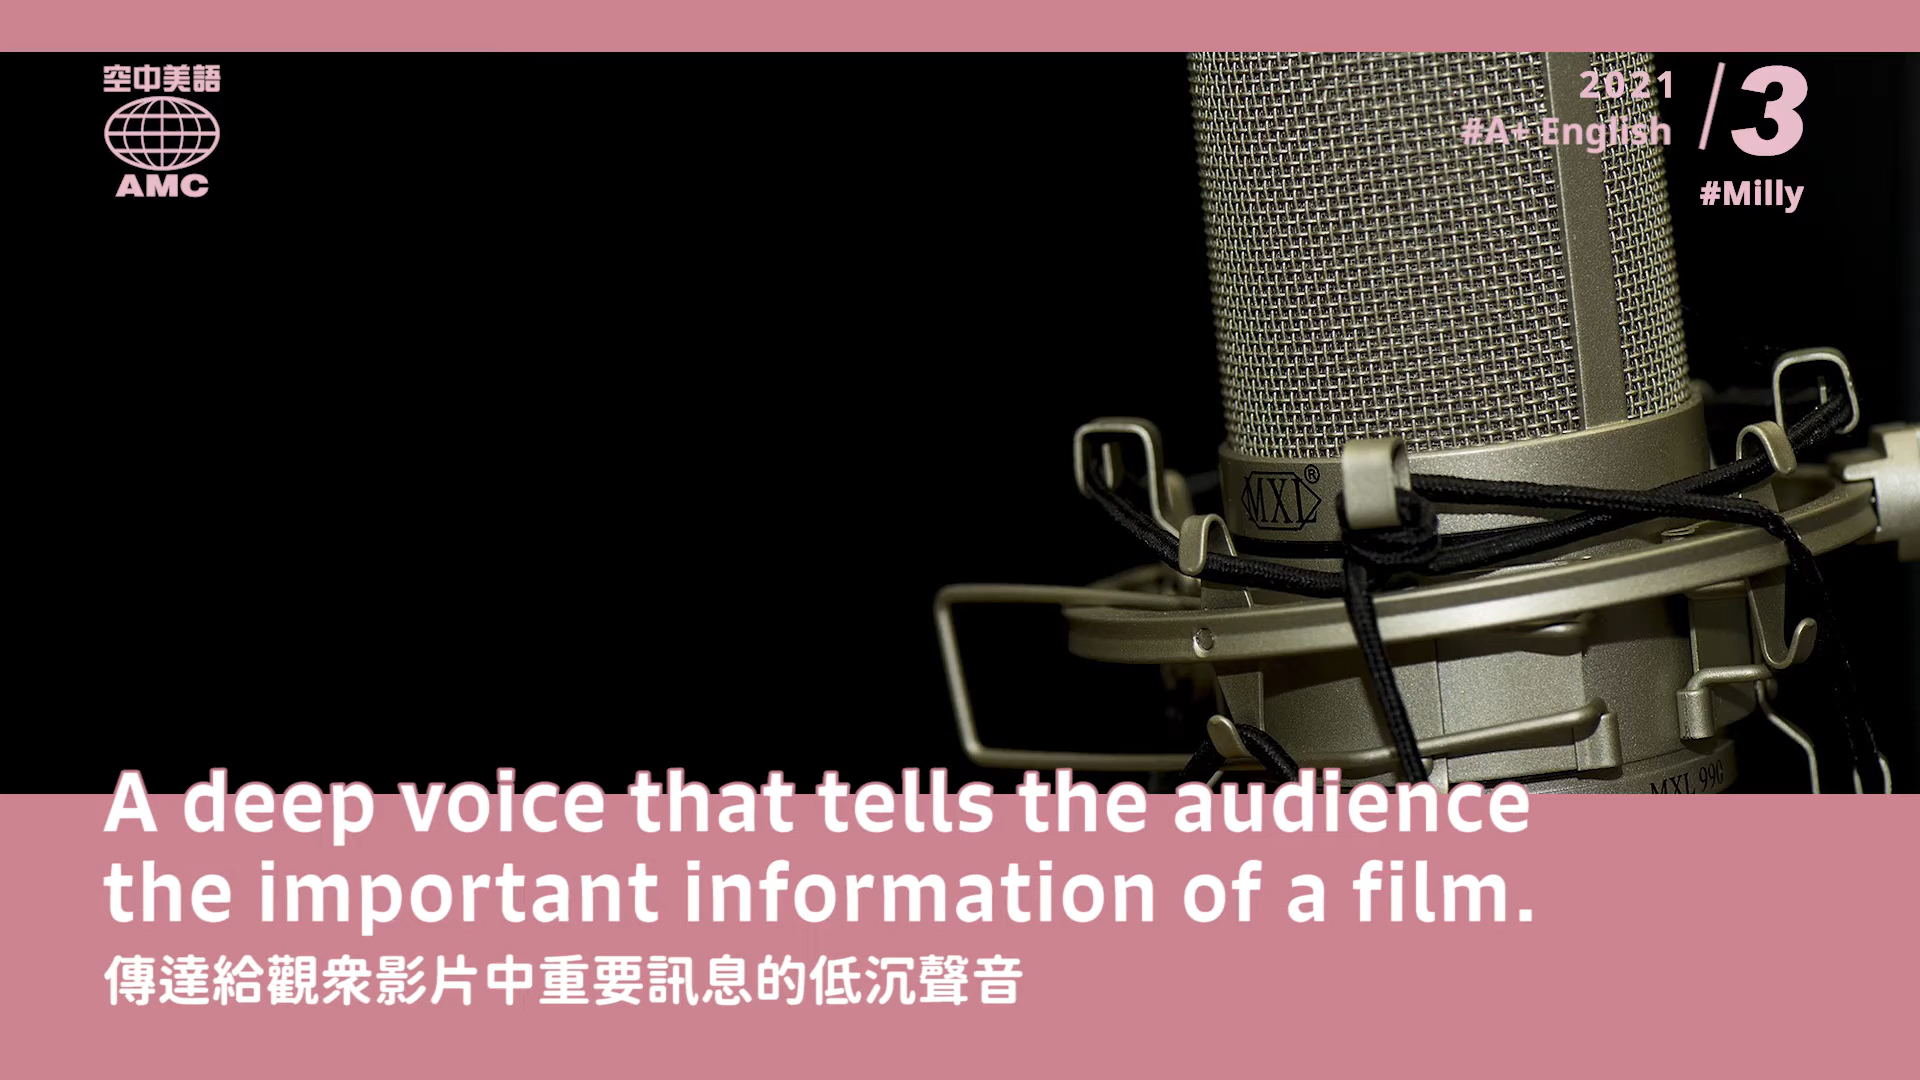 空中美語
AMC
2021
#A+ English
/3
#Milly
MXL®
MXL 990
A deep voice that tells the audience
the important information of a film.
傳達給觀眾影片中重要訊息的低沉聲音